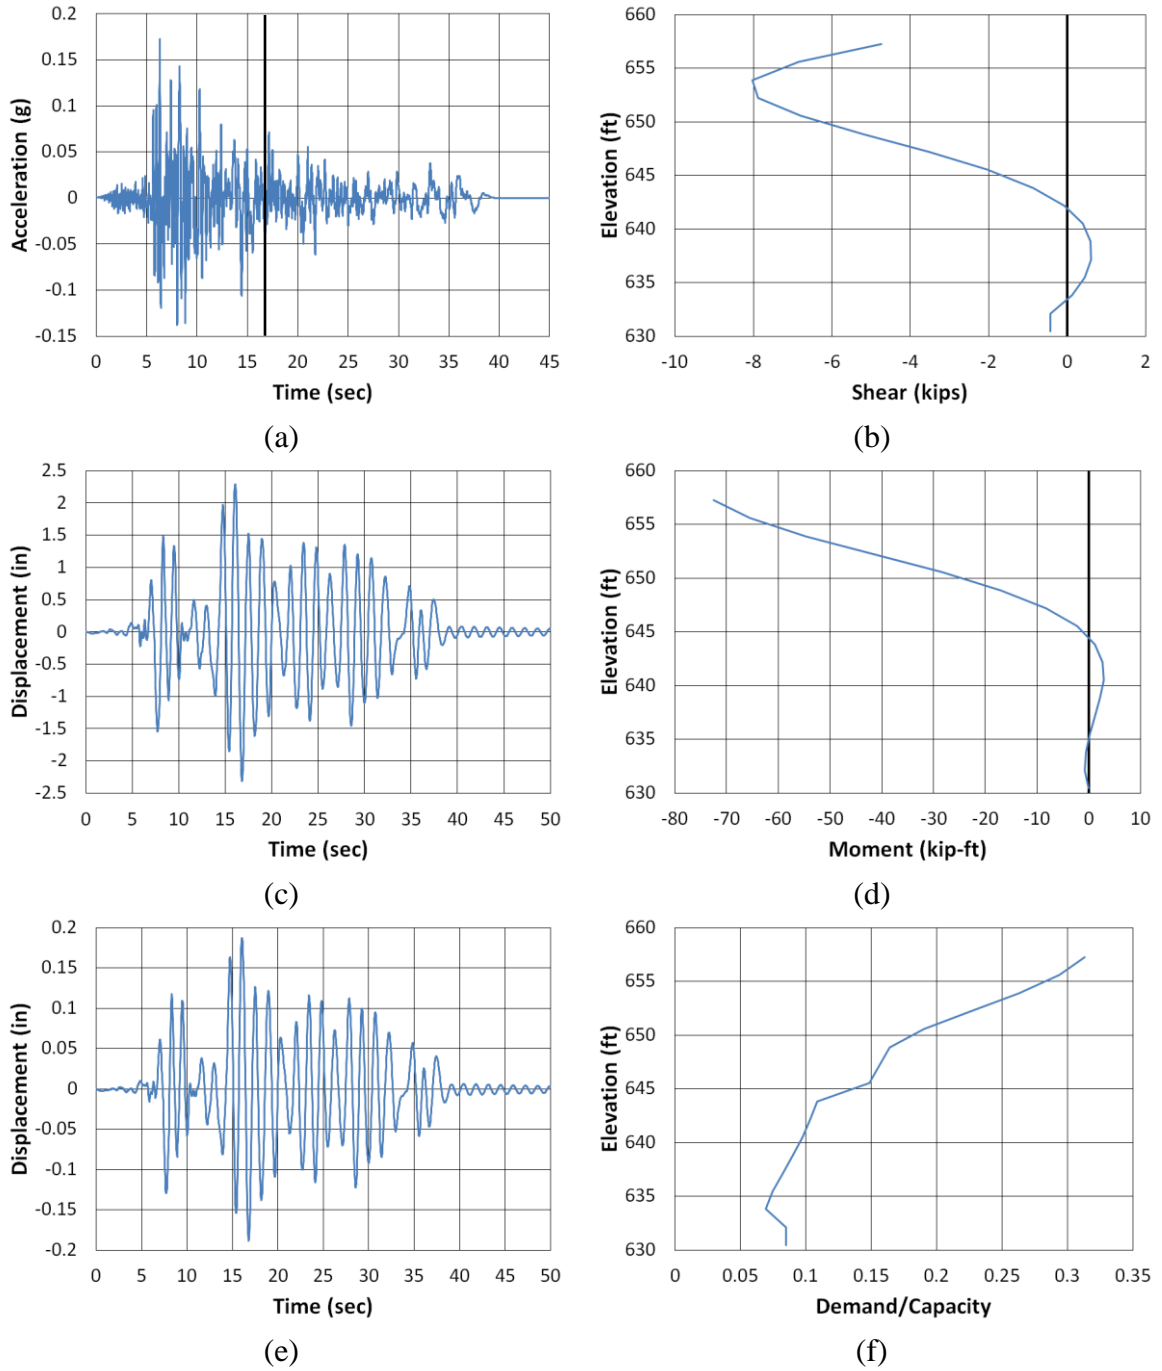 0.2
0.15
0.1
0.05
0
-0.05
-0.1
-0.15
Acceleration (g)
0 5 10 15 20 25 30 35 40 45
Time (sec)
(a)
660
655
650
645
640
635
630
Elevation (ft)
-10 -8 -6 -4 -2 0 2
Shear (kips)
(b)
2.5
2
1.5
1
0.5
0
-0.5
-1
-1.5
-2
-2.5
Displacement (in)
0 5 10 15 20 25 30 35 40 45 50
Time (sec)
(c)
660
655
650
645
640
635
630
Elevation (ft)
-80 -70 -60 -50 -40 -30 -20 -10 0 10
Moment (kip-ft)
(d)
0.2
0.15
0.1
0.05
0
-0.05
-0.1
-0.15
-0.2
Displacement (in)
0 5 10 15 20 25 30 35 40 45 50
Time (sec)
(e)
660
655
650
645
640
635
630
Elevation (ft)
0 0.05 0.1 0.15 0.2 0.25 0.3 0.35
Demand/Capacity
(f)